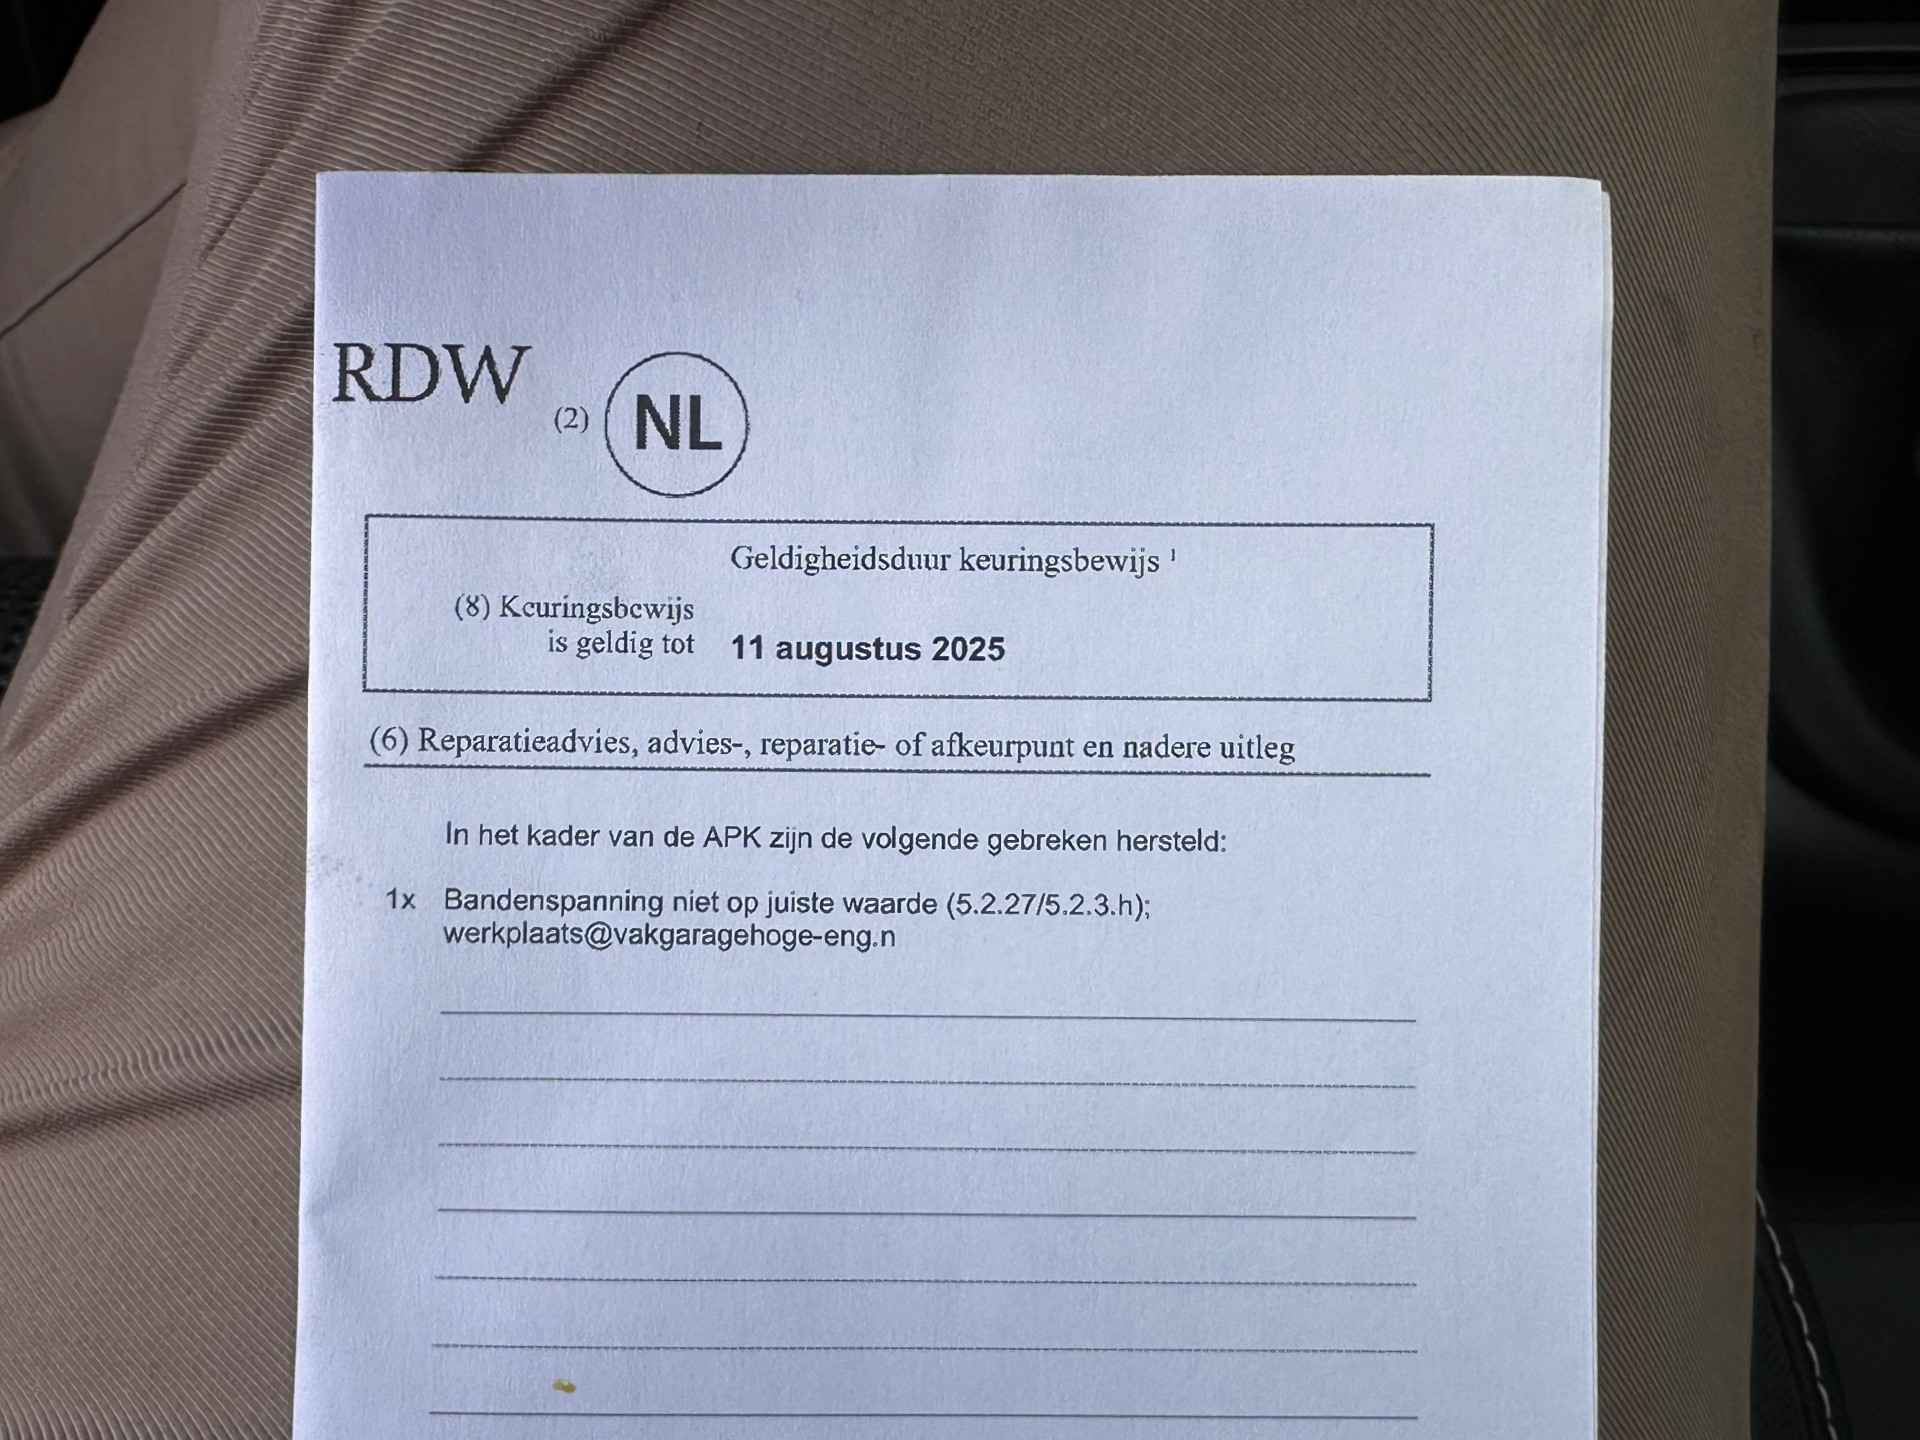 RDW
(2) NL
Geldigheidsduur keuringsbewijs ¹
(8) Keuringsbewijs
is geldig tot 11 augustus 2025
(6) Reparatieadvies, advies-, reparatie- of afkeurpunt en nadere uitleg
In het kader van de APK zijn de volgende gebreken hersteld:
1x Bandenspanning niet op juiste waarde (5.2.27/5.2.3.h);
werkplaats@vakgaragehoge-eng.n